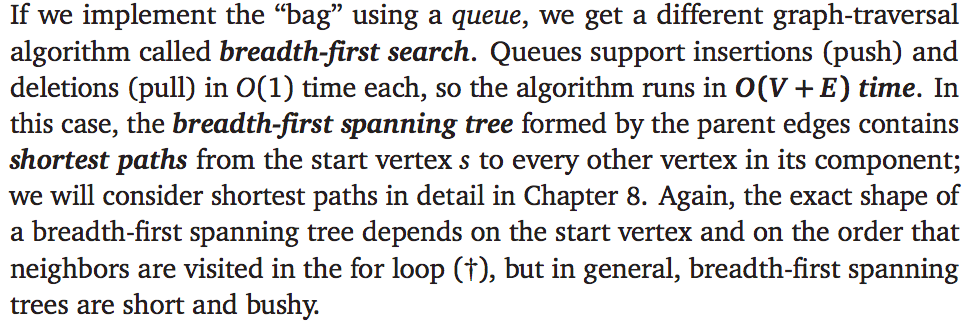 If we implement the “bag” using a queue, we get a different graph-traversal
algorithm called breadth-first search. Queues support insertions (push) and
deletions (pull) in O(1) time each, so the algorithm runs in O(V + E) time. In
this case, the breadth-first spanning tree formed by the parent edges contains
shortest paths from the start vertex s to every other vertex in its component;
we will consider shortest paths in detail in Chapter 8. Again, the exact shape of
a breadth-first spanning tree depends on the start vertex and on the order that
neighbors are visited in the for loop (†), but in general, breadth-first spanning
trees are short and bushy.